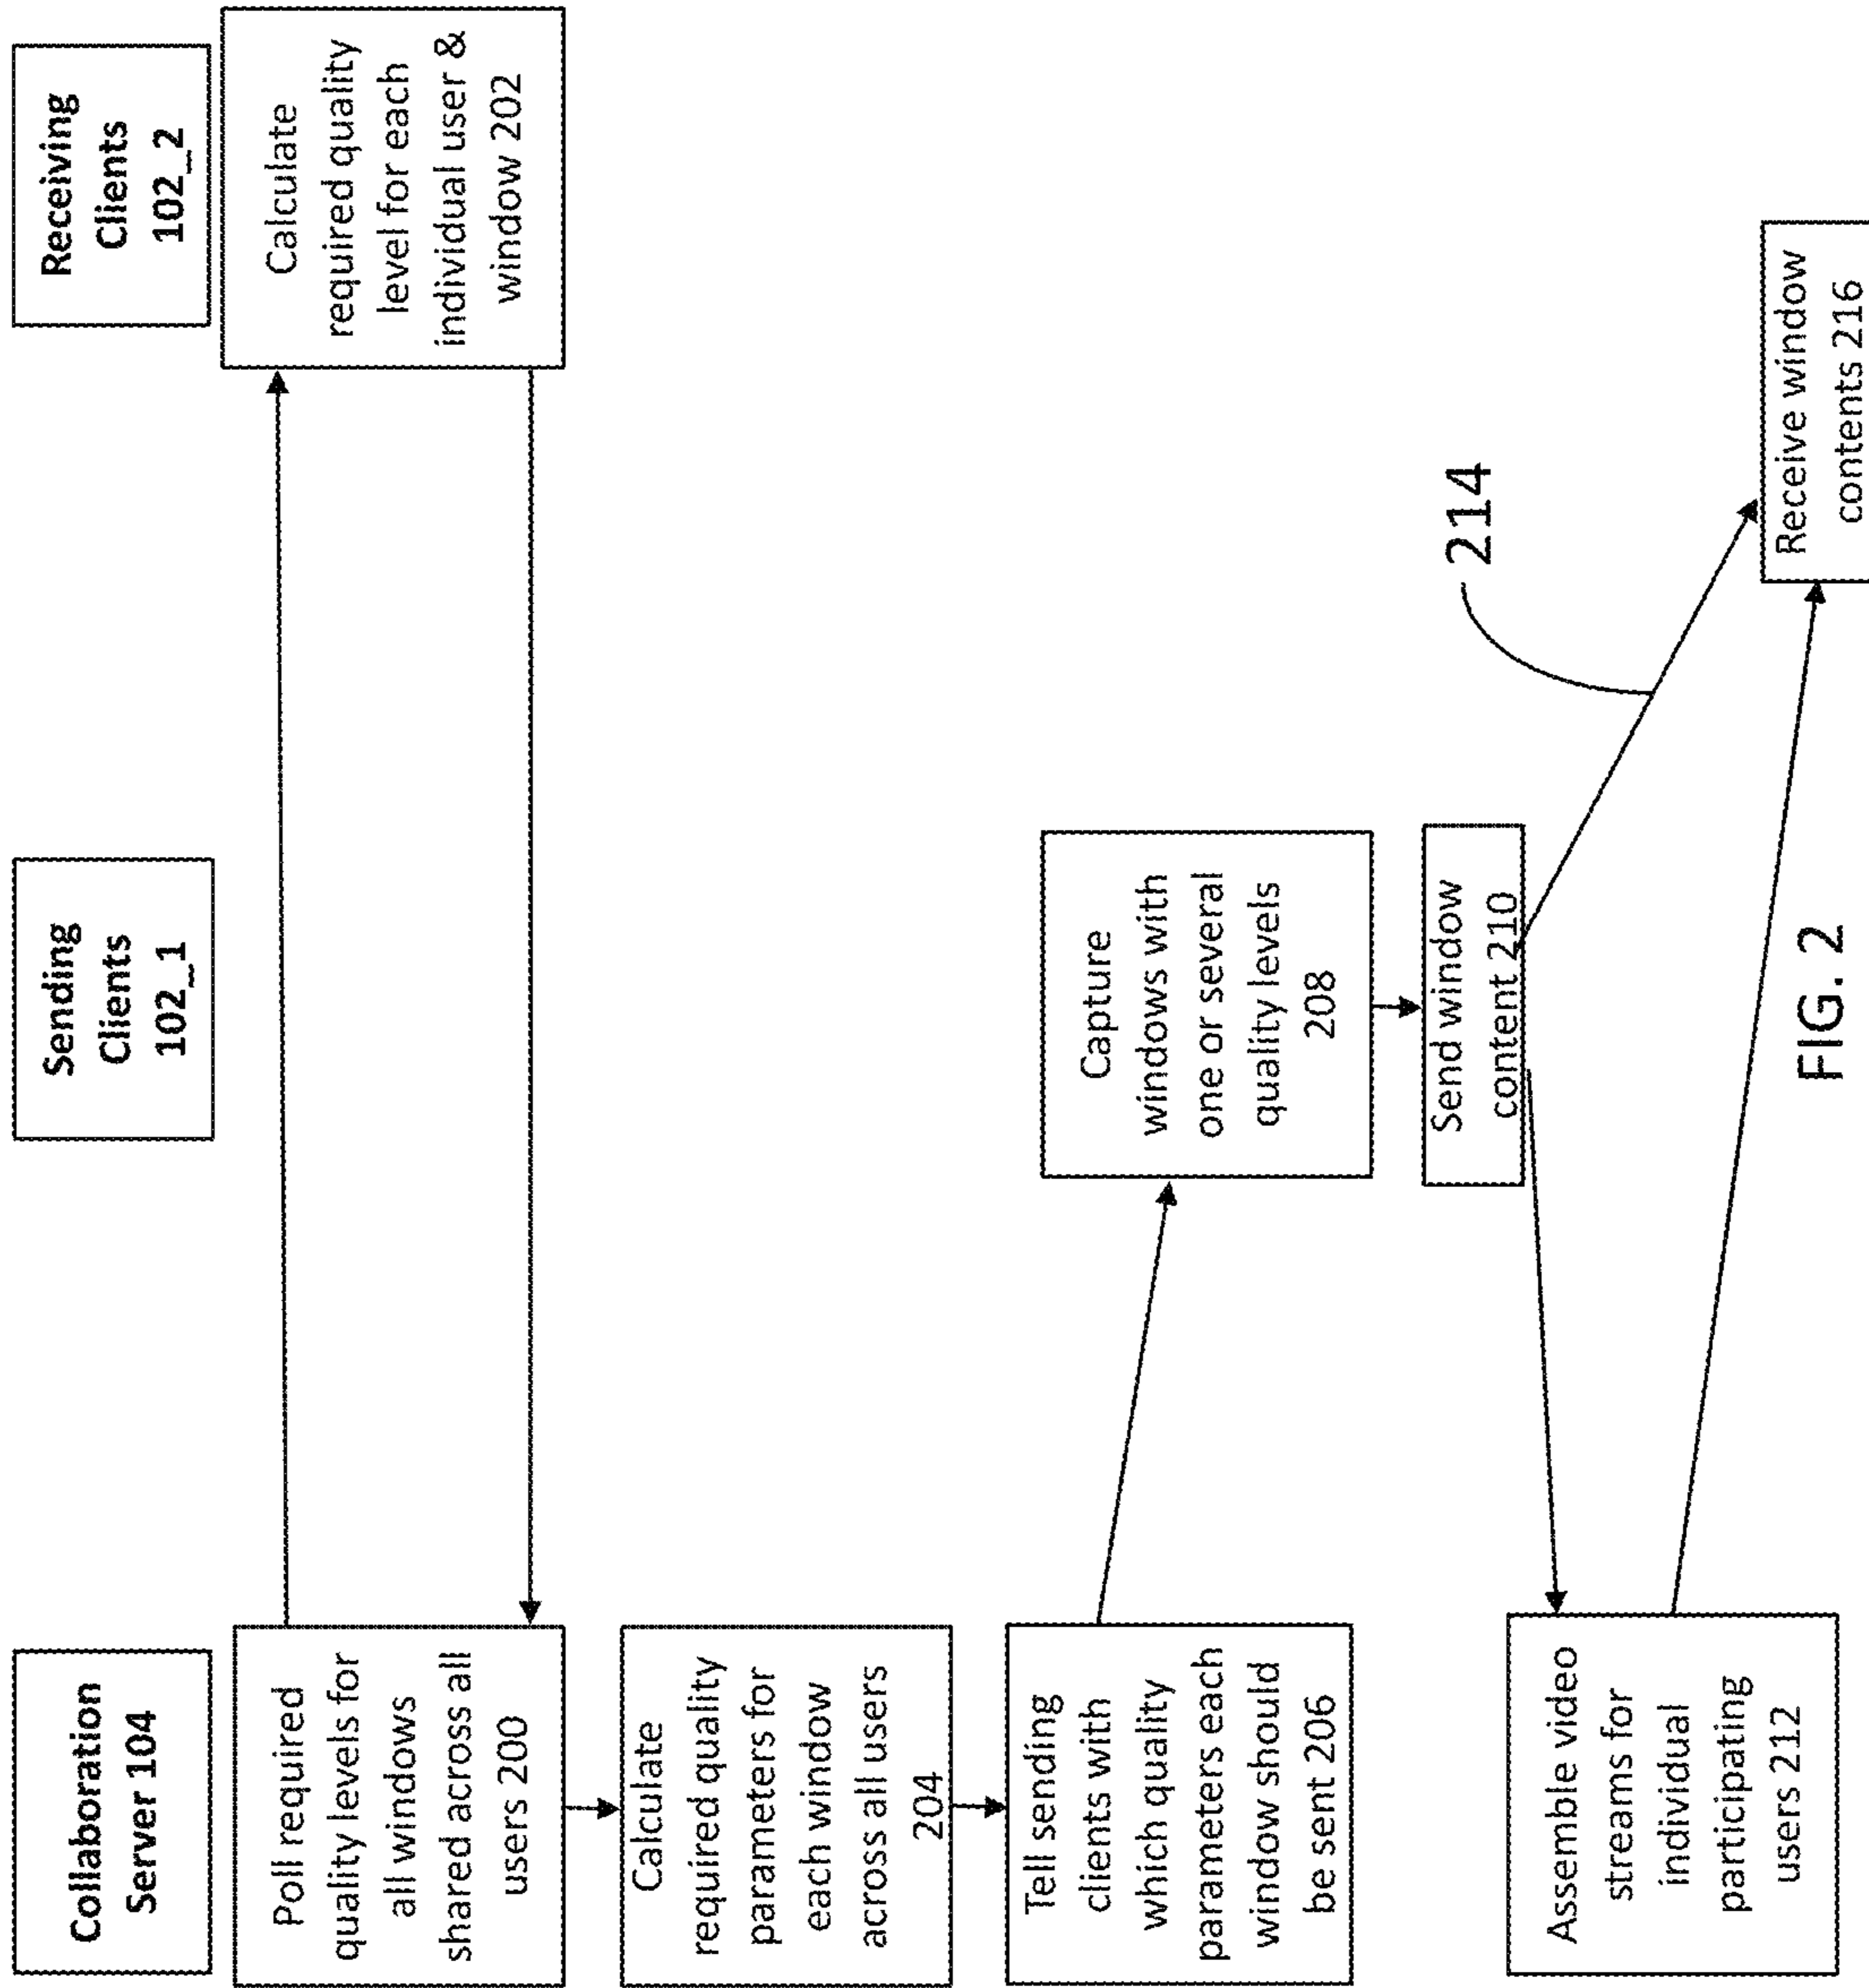 Collaboration
Server 104
Sending
Clients
102_1
Receiving
Clients
102_2
Poll required
quality levels for
all windows
shared across all
users 200
Calculate
required quality
level for each
individual user &
window 202
Calculate
required quality
parameters for
each window
across all users
204
Tell sending
clients with
which quality
parameters each
window should
be sent 206
Capture
windows with
one or several
quality levels
208
Send window
content 210
214
Assemble video
streams for
individual
participating
users 212
Receive window
contents 216
FIG. 2